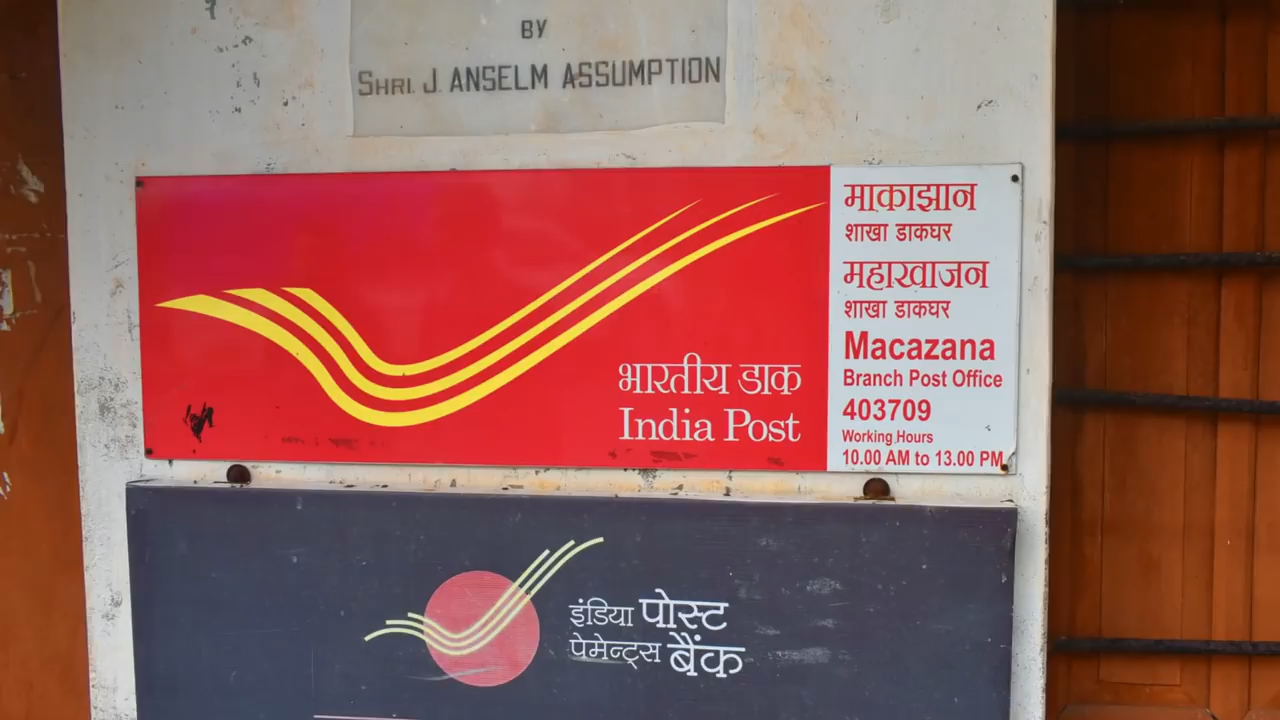 BY
SHRI. J. ANSELM ASSUMPTION
माकाझान
शाखा डाकघर
महारवाजन
शाखा डाकघर
Macazana
Branch Post Office
403709
Working Hours
10.00 AM to 13.00 PM
भारतीय डाक
India Post
इंडिया पोस्ट
पेमेन्ट्स बैंक